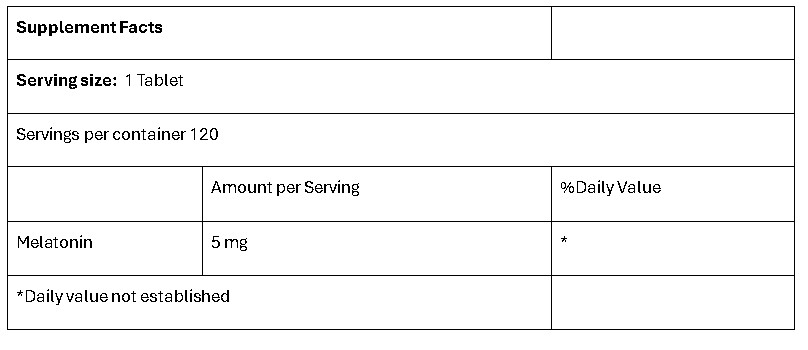 Supplement Facts
Serving size: 1 Tablet
Servings per container 120
Amount per Serving %Daily Value
Melatonin 5 mg *
*Daily value not established